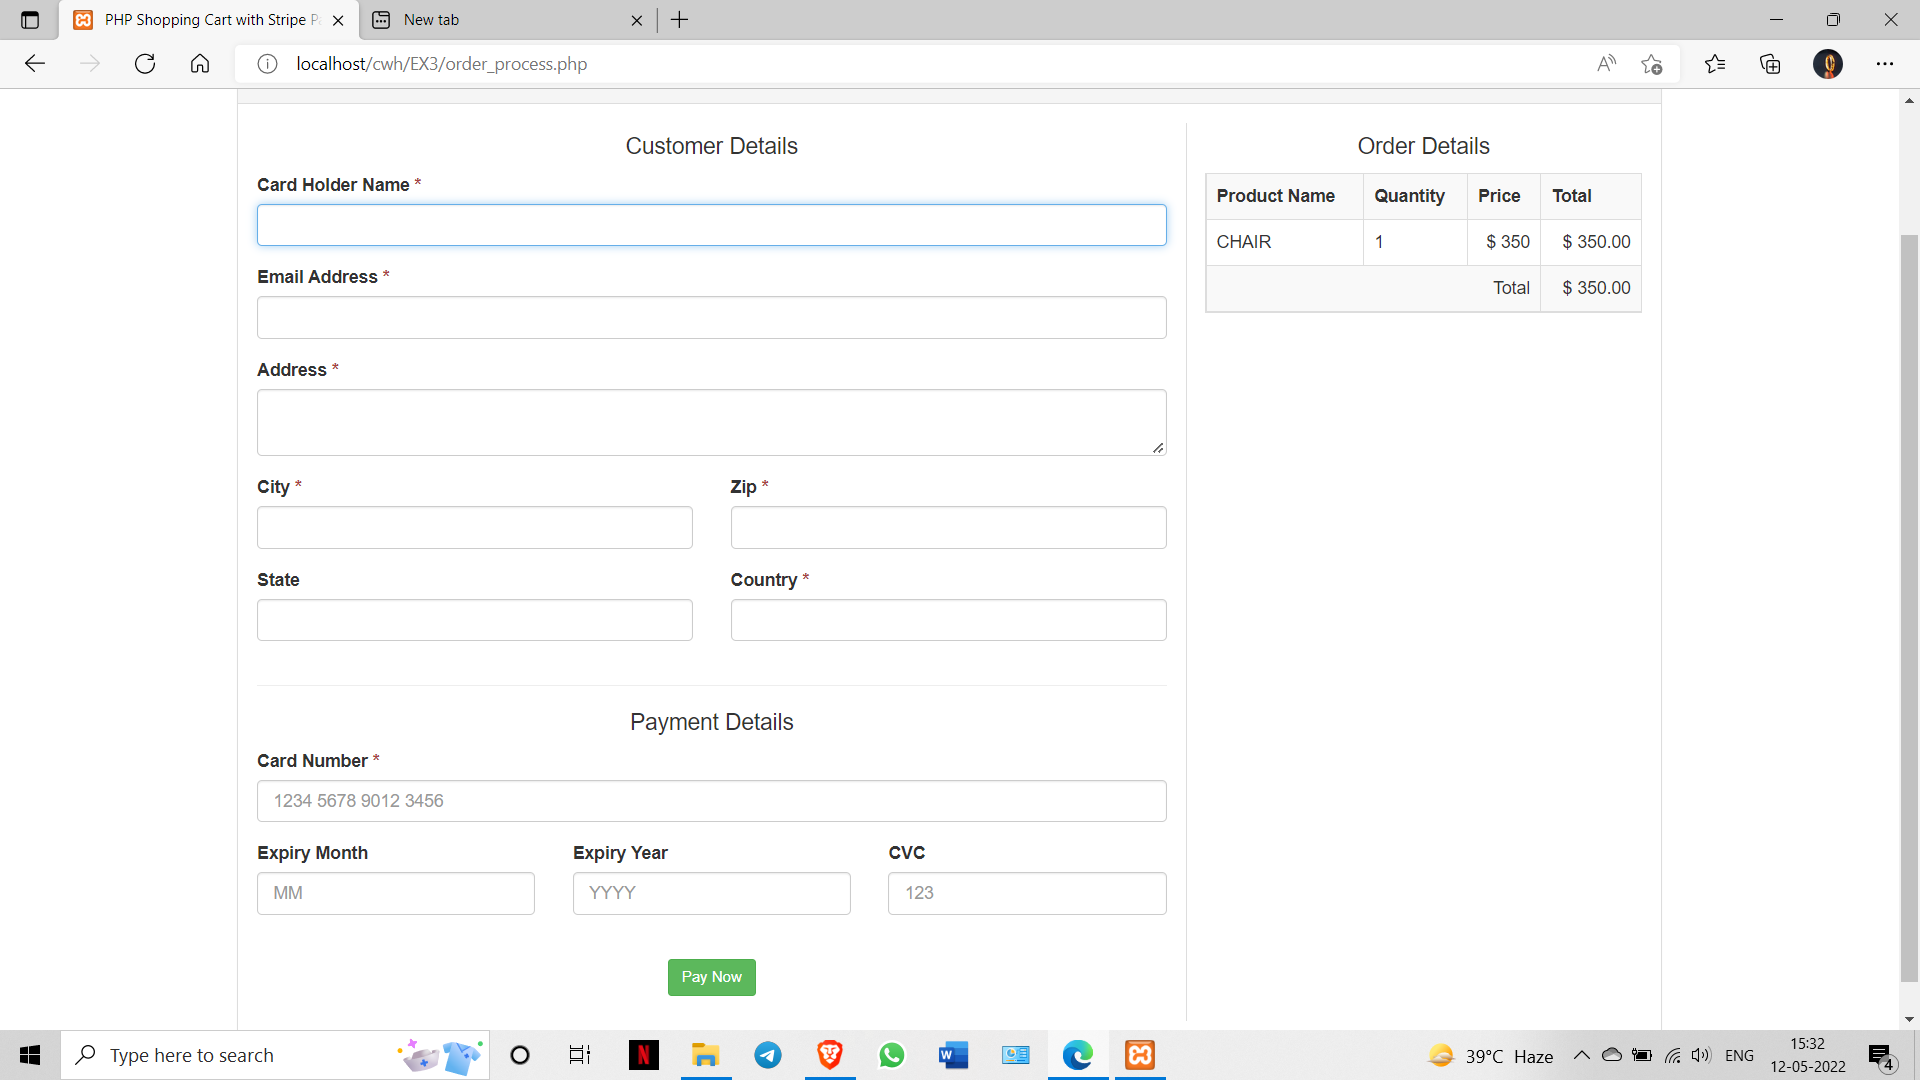 PHP Shopping Cart with Stripe P
New tab
localhost/cwh/EX3/order_process.php
Customer Details
Card Holder Name *
Email Address *
Address *
City *
Zip *
State
Country *
Payment Details
Card Number *
1234 5678 9012 3456
Expiry Month
Expiry Year
CVC
MM
YYYY
123
Pay Now
Order Details
Product Name Quantity Price Total
CHAIR 1 $ 350 $ 350.00
Total $ 350.00
Type here to search
39°C Haze
ENG
15:32
12-05-2022
4